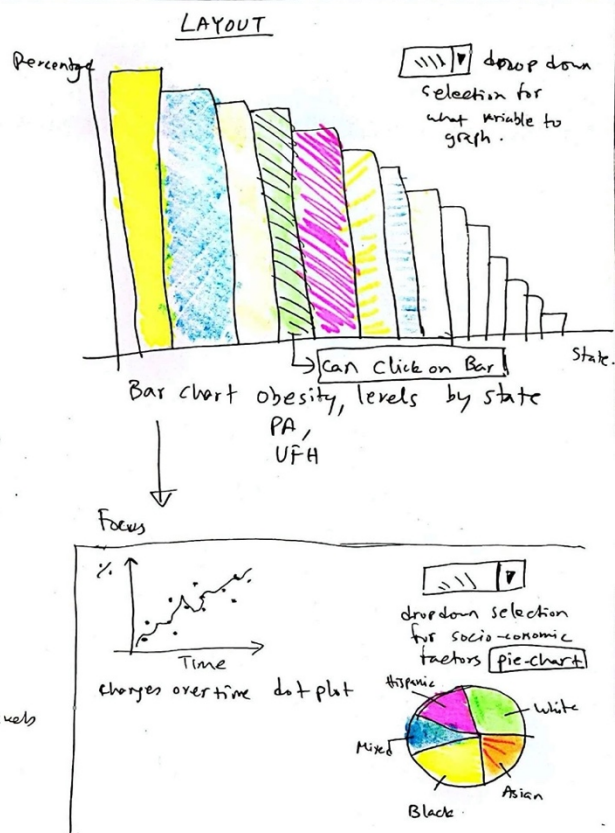 LAYOUT
Percentage
drop down
selection for
what variable to
graph.
can Click on Bar
State.
Bar chart obesity, levels by state
PA,
UFH
Focus
%
Time
changes over time dot plot
dropdown selection
for socio-economic
factors pie-chart
Hispanic
White
Mixed
Asian
Black